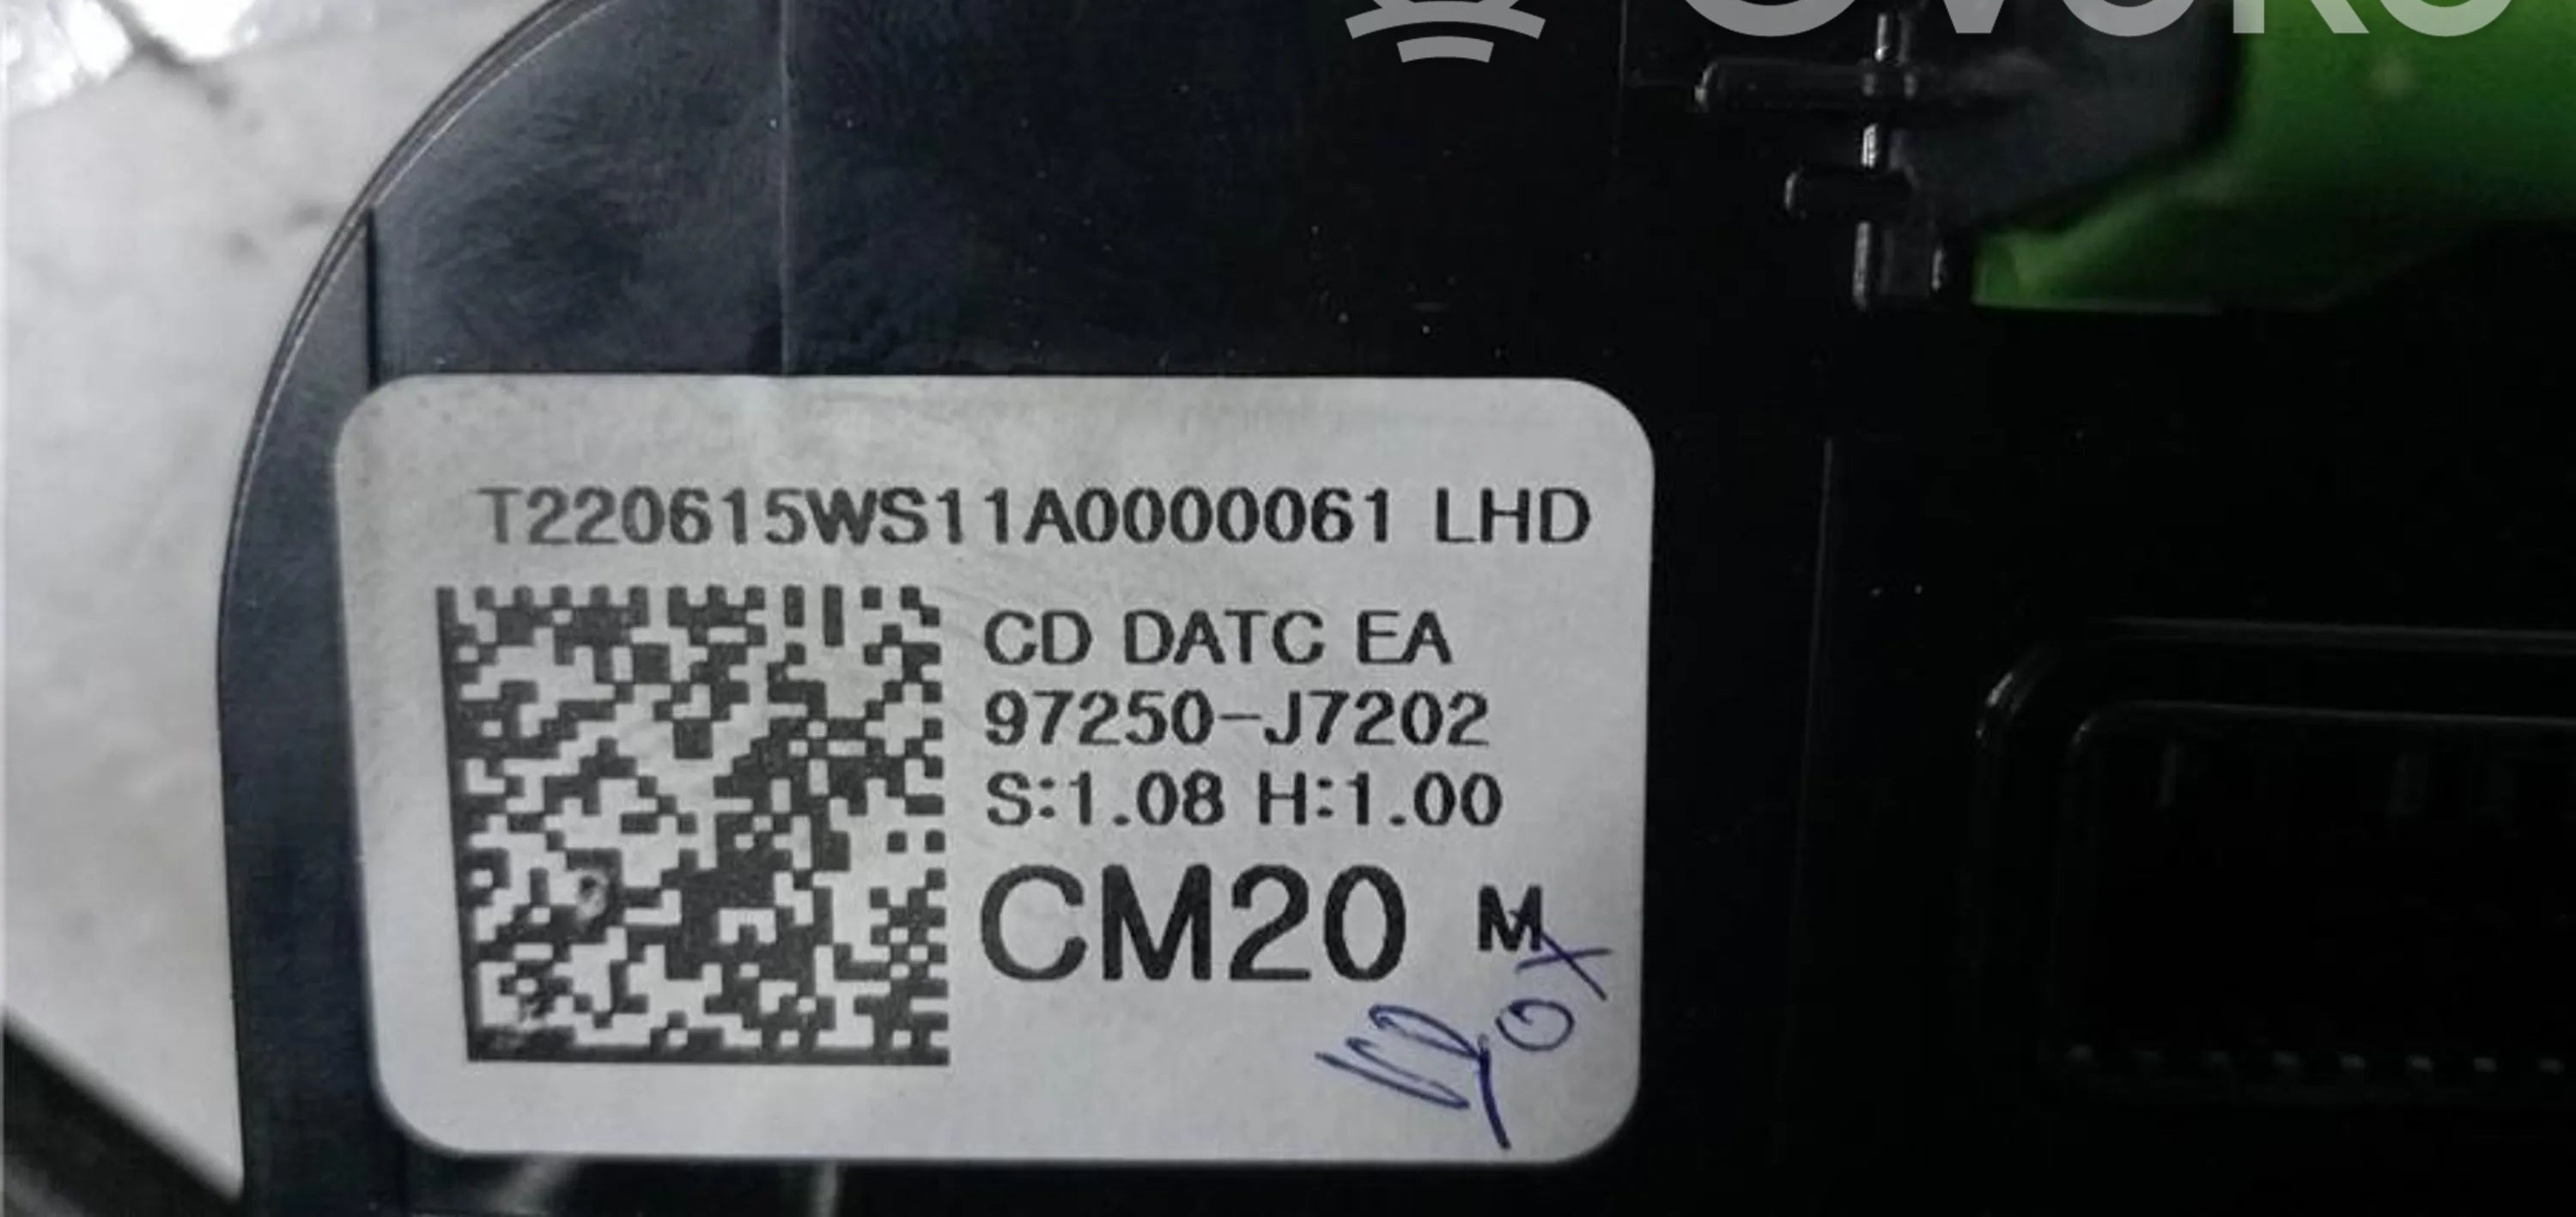 T220615WS11A0000061 LHD
CD DATC EA
97250-J7202
S:1.08 H:1.00
CM20 M